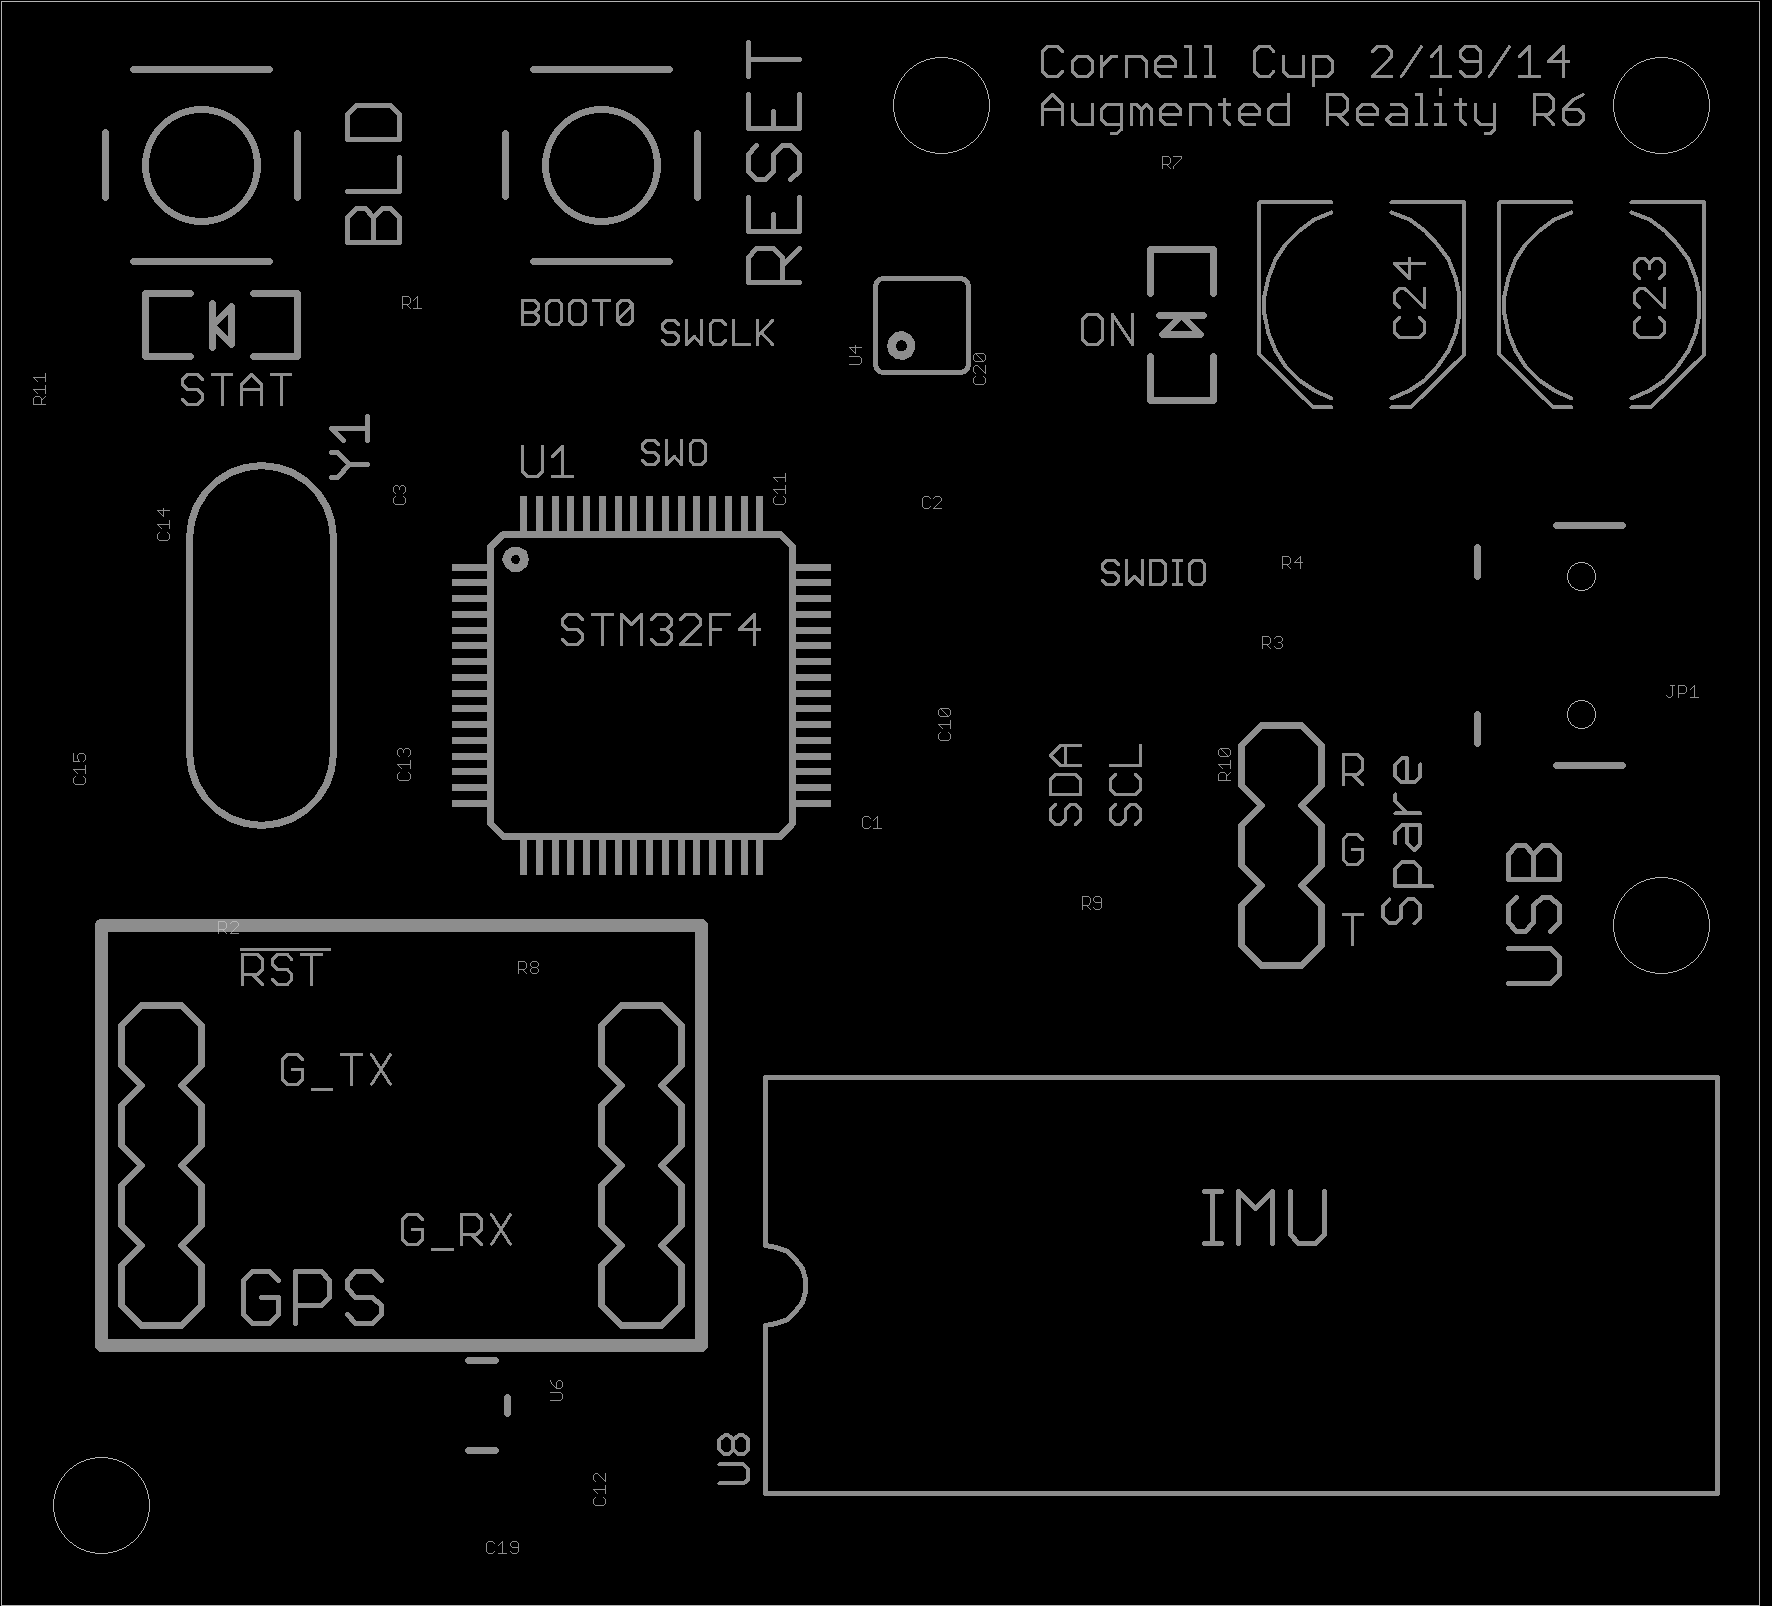 Cornell Cup 2/19/14
Augmented Reality R6
BLD
RESET
R7
R1
BOOT0
SWCLK
ON
C24
C23
U4
C20
STAT
R11
Y1
U1
SWO
C3
C11
C2
C14
SWDIO
R4
STM32F4
R3
JP1
C10
C15
C13
SDA
SCL
R10
R
G
T
Spare
C1
USB
R9
R2
RST
R8
G_TX
G_RX
IMU
GPS
U6
U8
C12
C19